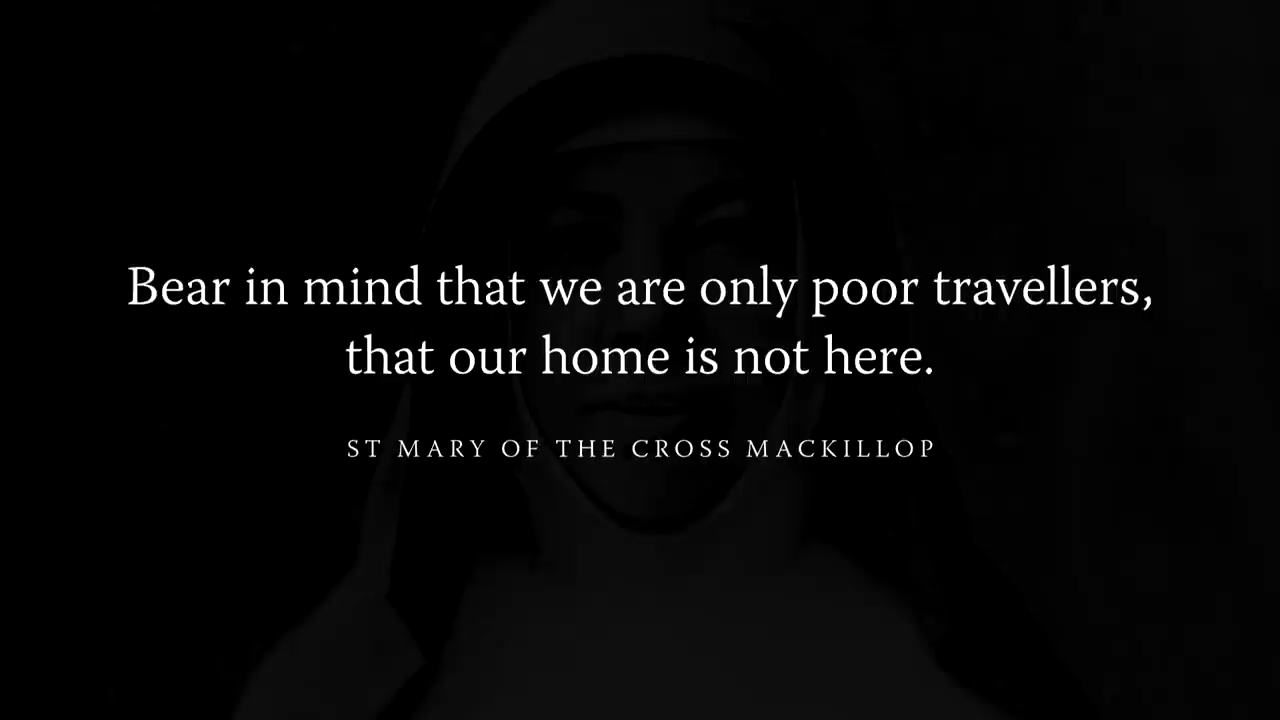 Bear in mind that we are only poor travellers,
that our home is not here.
ST MARY OF THE CROSS MACKILLOP